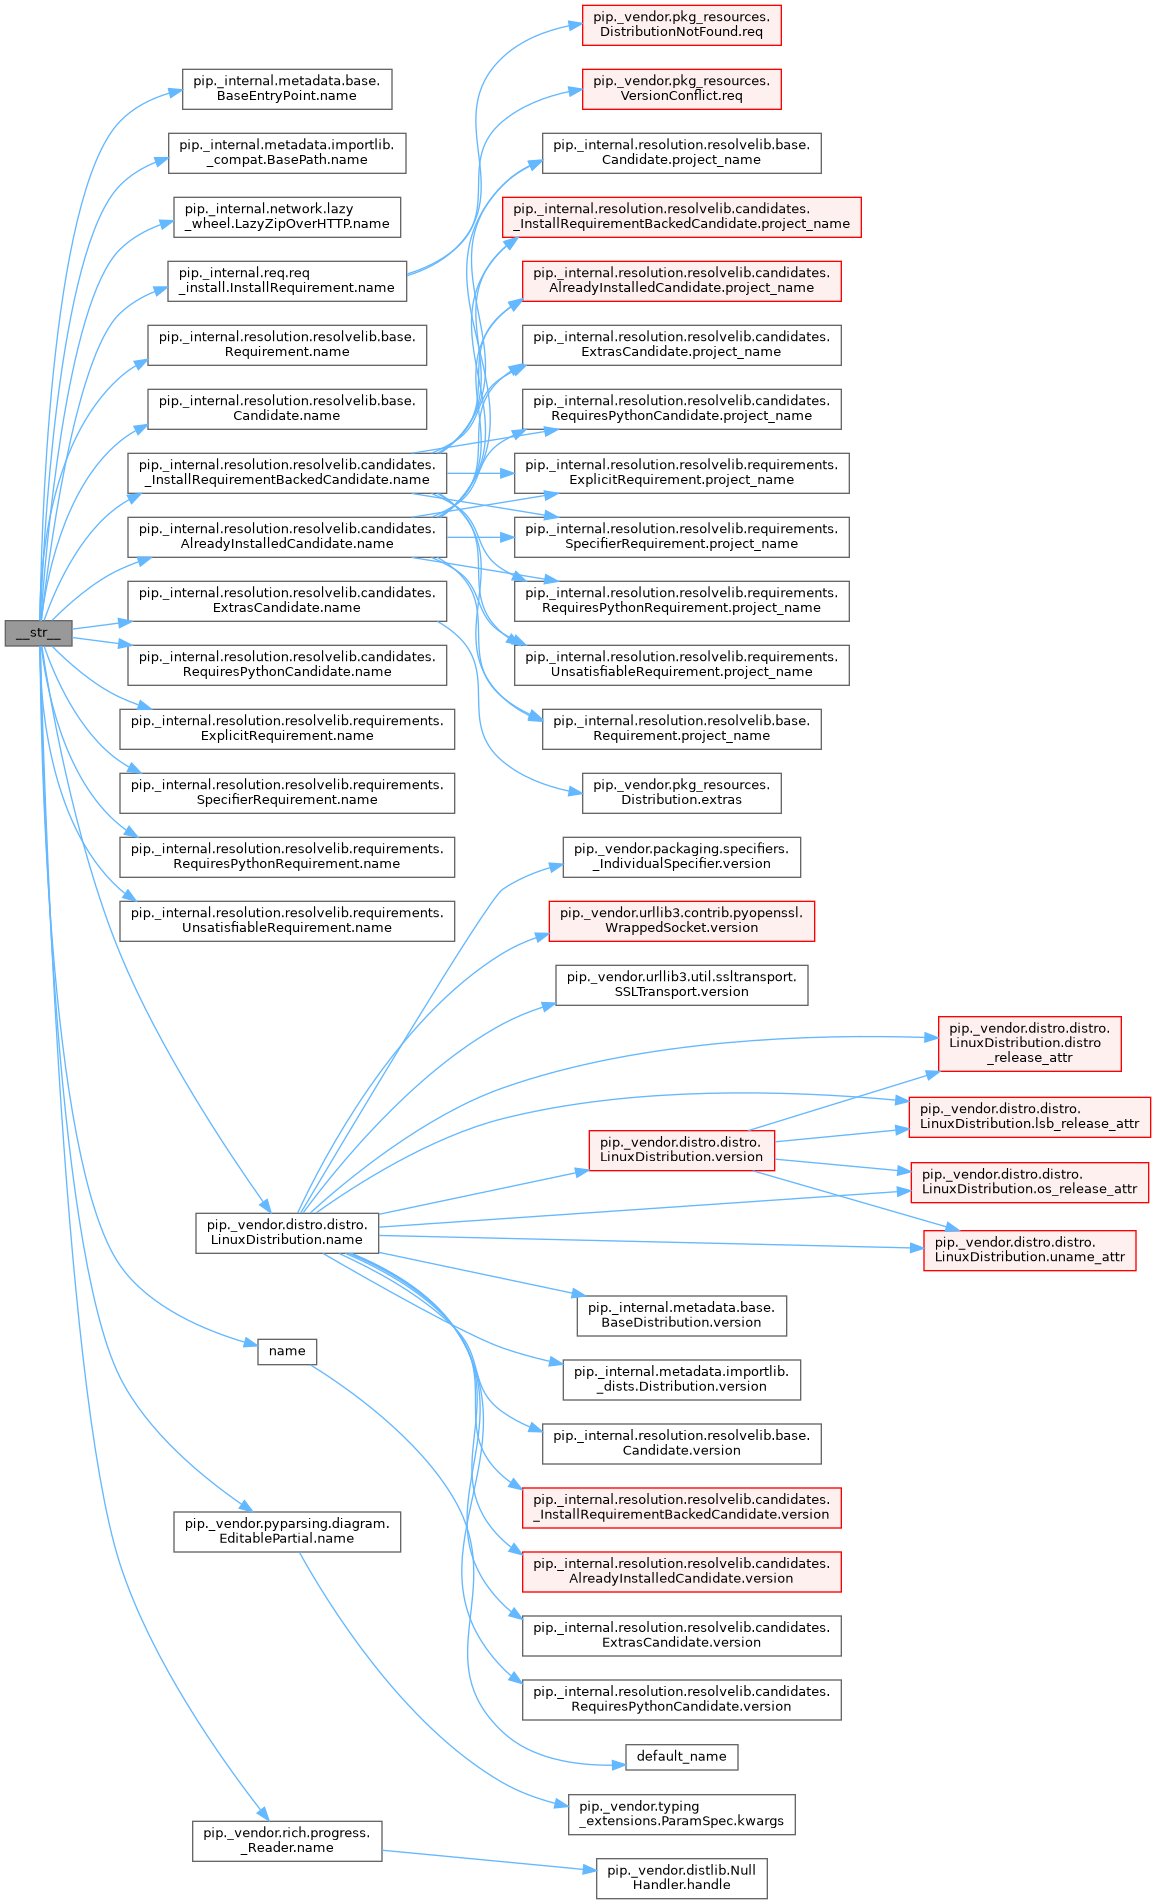 __str__
pip._internal.metadata.base.
BaseEntryPoint.name
pip._internal.metadata.importlib.
_compat.BasePath.name
pip._internal.network.lazy
_wheel.LazyZipOverHTTP.name
pip._internal.req.req
_install.InstallRequirement.name
pip._internal.resolution.resolvelib.base.
Requirement.name
pip._internal.resolution.resolvelib.base.
Candidate.name
pip._internal.resolution.resolvelib.candidates.
_InstallRequirementBackedCandidate.name
pip._internal.resolution.resolvelib.candidates.
AlreadyInstalledCandidate.name
pip._internal.resolution.resolvelib.candidates.
ExtrasCandidate.name
pip._internal.resolution.resolvelib.candidates.
RequiresPythonCandidate.name
pip._internal.resolution.resolvelib.requirements.
ExplicitRequirement.name
pip._internal.resolution.resolvelib.requirements.
SpecifierRequirement.name
pip._internal.resolution.resolvelib.requirements.
RequiresPythonRequirement.name
pip._internal.resolution.resolvelib.requirements.
UnsatisfiableRequirement.name
pip._vendor.distro.distro.
LinuxDistribution.name
name
pip._vendor.pyparsing.diagram.
EditablePartial.name
pip._vendor.rich.progress.
_Reader.name
pip._vendor.pkg_resources.
DistributionNotFound.req
pip._vendor.pkg_resources.
VersionConflict.req
pip._internal.resolution.resolvelib.base.
Candidate.project_name
pip._internal.resolution.resolvelib.candidates.
_InstallRequirementBackedCandidate.project_name
pip._internal.resolution.resolvelib.candidates.
AlreadyInstalledCandidate.project_name
pip._internal.resolution.resolvelib.candidates.
ExtrasCandidate.project_name
pip._internal.resolution.resolvelib.candidates.
RequiresPythonCandidate.project_name
pip._internal.resolution.resolvelib.requirements.
ExplicitRequirement.project_name
pip._internal.resolution.resolvelib.requirements.
SpecifierRequirement.project_name
pip._internal.resolution.resolvelib.requirements.
RequiresPythonRequirement.project_name
pip._internal.resolution.resolvelib.requirements.
UnsatisfiableRequirement.project_name
pip._internal.resolution.resolvelib.base.
Requirement.project_name
pip._vendor.pkg_resources.
Distribution.extras
pip._vendor.packaging.specifiers.
_IndividualSpecifier.version
pip._vendor.urllib3.contrib.pyopenssl.
WrappedSocket.version
pip._vendor.urllib3.util.ssltransport.
SSLTransport.version
pip._vendor.distro.distro.
LinuxDistribution.version
pip._internal.metadata.base.
BaseDistribution.version
pip._internal.metadata.importlib.
_dists.Distribution.version
pip._internal.resolution.resolvelib.base.
Candidate.version
pip._internal.resolution.resolvelib.candidates.
_InstallRequirementBackedCandidate.version
pip._internal.resolution.resolvelib.candidates.
AlreadyInstalledCandidate.version
pip._internal.resolution.resolvelib.candidates.
ExtrasCandidate.version
pip._internal.resolution.resolvelib.candidates.
RequiresPythonCandidate.version
default_name
pip._vendor.typing
_extensions.ParamSpec.kwargs
pip._vendor.distlib.Null
Handler.handle
pip._vendor.distro.distro.
LinuxDistribution.distro
_release_attr
pip._vendor.distro.distro.
LinuxDistribution.lsb_release_attr
pip._vendor.distro.distro.
LinuxDistribution.os_release_attr
pip._vendor.distro.distro.
LinuxDistribution.uname_attr